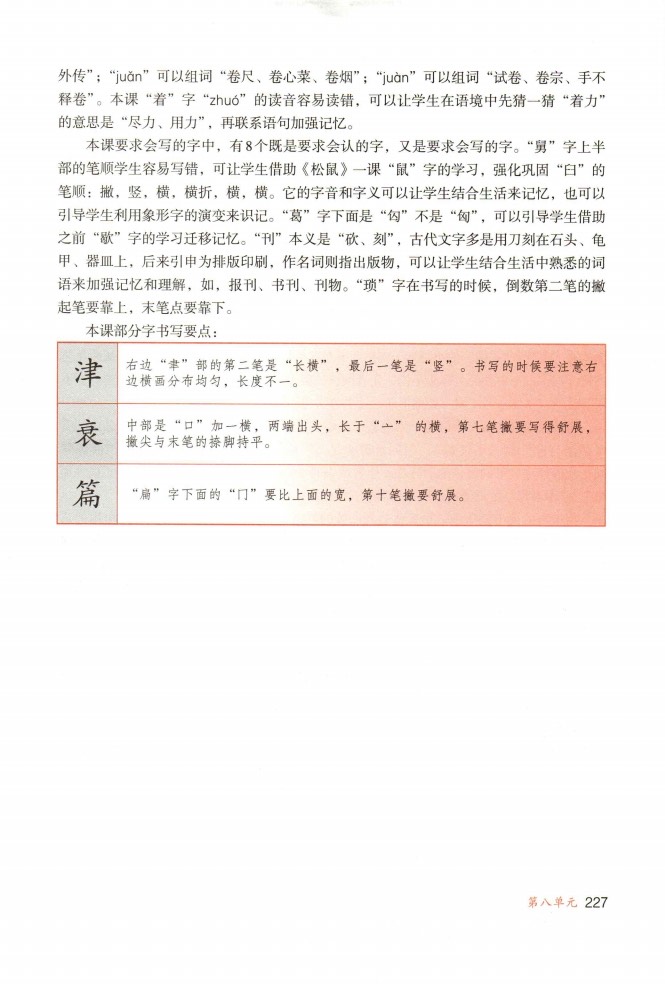 外传”；“juǎn”可以组词“卷尺、卷心菜、卷烟”；“juàn”可以组词“试卷、卷宗、手不
释卷”。本课“着”字“zhuó”的读音容易读错，可以让学生在语境中先猜一猜“着力”
的意思是“尽力、用力”，再联系语句加强记忆。
本课要求会写的字中，有8个既是要求会认的字，又是要求会写的字。“舅”字上半
部的笔顺学生容易写错，可让学生借助《松鼠》一课“鼠”字的学习，强化巩固“臼”的
笔顺：撇，竖，横，横折，横，横。它的字音和字义可以让学生结合生活来记忆，也可以
引导学生利用象形字的演变来识记。“葛”字下面是“匃”不是“匈”，可以引导学生借助
之前“歇”字的学习迁移记忆。“刊”本义是“砍、刻”，古代文字多是用刀刻在石头、龟
甲、器皿上，后来引申为排版印刷，作名词则指出版物，可以让学生结合生活中熟悉的词
语来加强记忆和理解，如，报刊、书刊、刊物。“琐”字在书写的时候，倒数第二笔的撇
起笔要靠上，末笔点要靠下。
本课部分字书写要点：
津
右边“聿”部的第二笔是“长横”，最后一笔是“竖”。书写的时候要注意右
边横画分布均匀，长度不一。
衰
中部是“口”加一横，两端出头，长于“亠”的横，第七笔撇要写得舒展，
撇尖与末笔的捺脚持平。
篇
“扁”字下面的“冂”要比上面的宽，第十笔撇要舒展。
第八单元 227